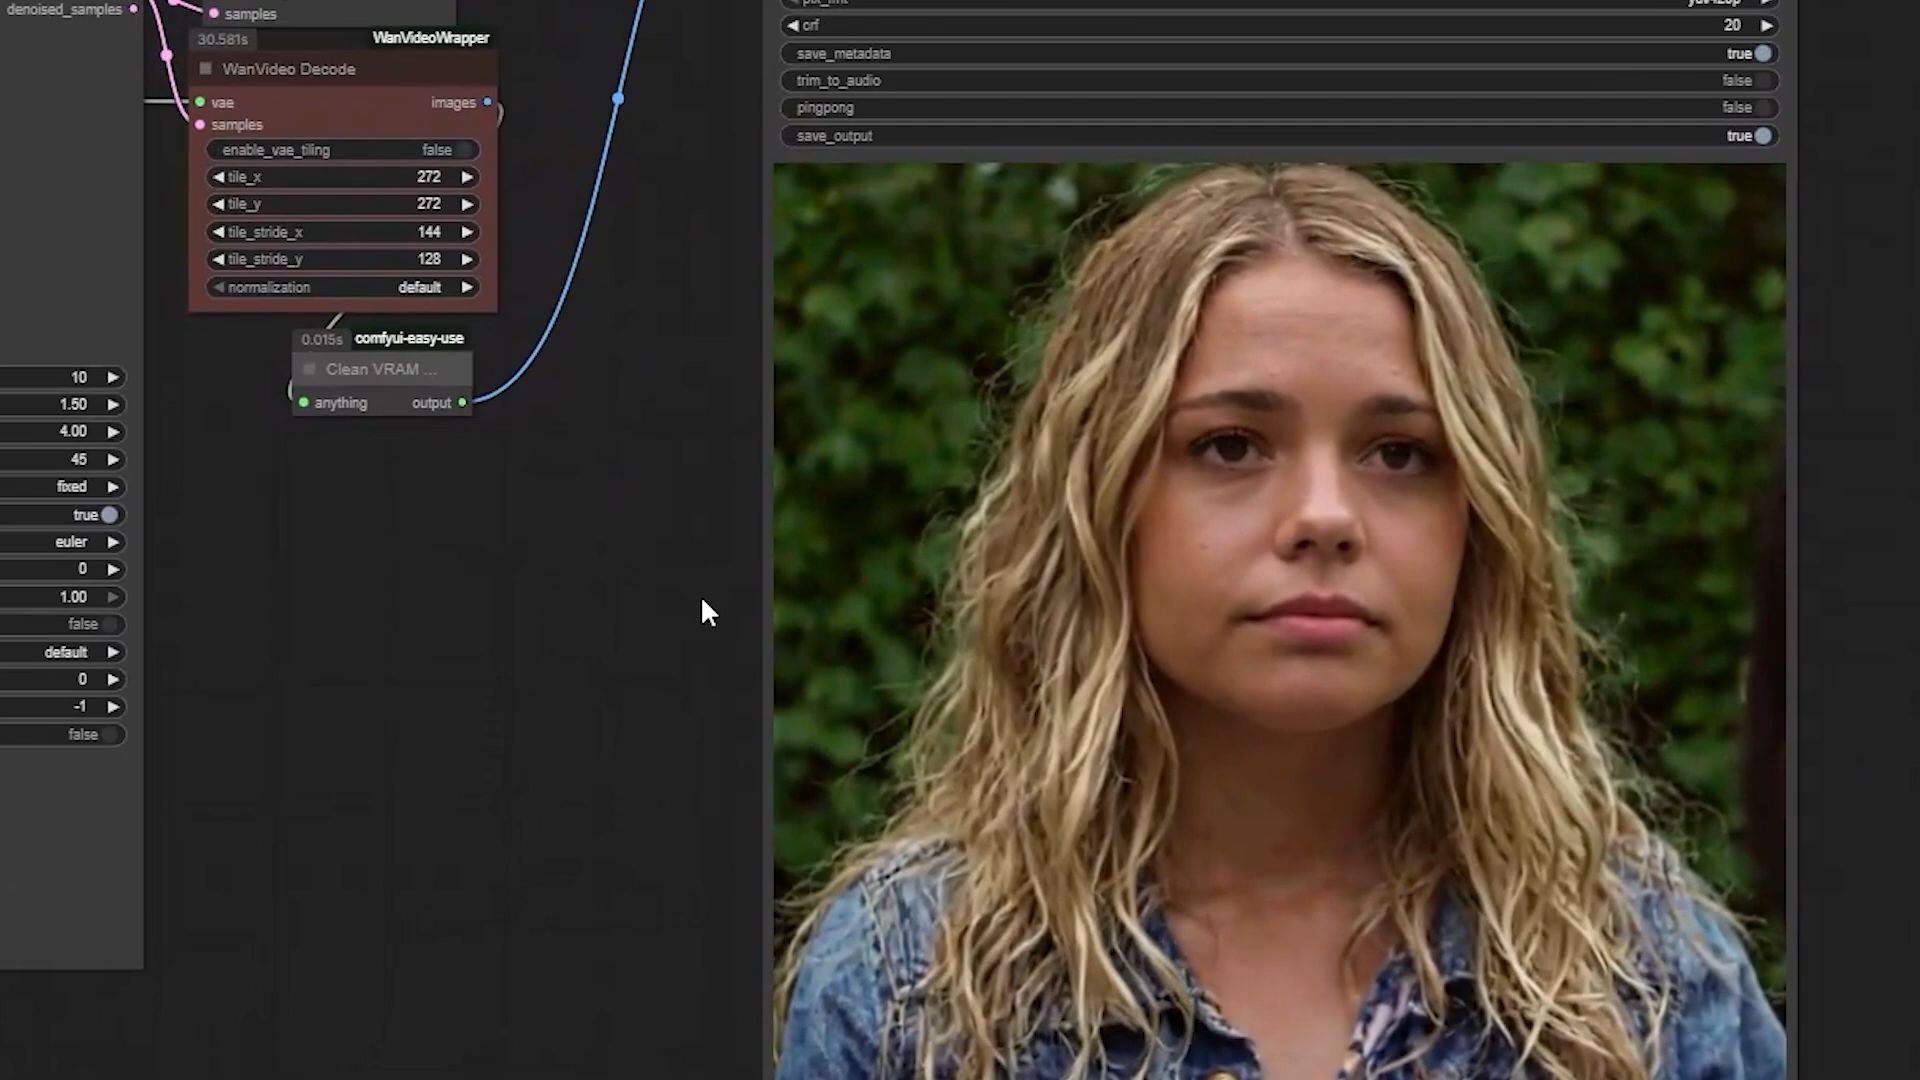 denoised_samples
samples
30.581s WanVideoWrapper
WanVideo Decode
vae images
samples
enable_vae_tiling false
tile_x 272
tile_y 272
tile_stride_x 144
tile_stride_y 128
normalization default
0.015s comfyui-easy-use
Clean VRAM ...
anything output
10
1.50
4.00
45
fixed
true
euler
0
1.00
false
default
0
-1
false
crf 20
save_metadata true
trim_to_audio false
pingpong false
save_output true